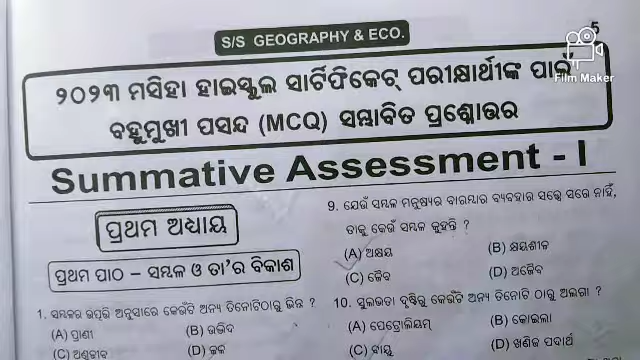 5
S/S GEOGRAPHY & ECO.
Film Maker
୨୦୨୩ ମସିହା ହାଇସ୍କୁଲ ସାର୍ଟିଫିକେଟ୍ ପରୀକ୍ଷାର୍ଥୀଙ୍କ ପାଇଁ
ବହୁମୁଖୀ ପସନ୍ଦ (MCQ) ସମ୍ଭାବିତ ପ୍ରଶ୍ନୋତ୍ତର
Summative Assessment - I
ପ୍ରଥମ ଅଧ୍ୟାୟ
ପ୍ରଥମ ପାଠ – ସମ୍ବଳ ଓ ତା'ର ବିକାଶ
1. ସମ୍ବଳର ଉତ୍ପତ୍ତି ଅନୁସାରେ କେଉଁଟି ଅନ୍ୟ ତିନୋଟିଠାରୁ ଭିନ୍ନ ?
(A) ପ୍ରାଣୀ (B) ଉଦ୍ଭିଦ
(C) ଅଣୁଜୀବ (D) ଜଳ
9. ଯେଉଁ ସମ୍ବଳ ମନୁଷ୍ୟର ବାରମ୍ବାର ବ୍ୟବହାର ସତ୍ତ୍ୱେ ସରେ ନାହିଁ,
ତାକୁ କେଉଁ ସମ୍ବଳ କୁହନ୍ତି ?
(A) ଅକ୍ଷୟ (B) କ୍ଷୟଶୀଳ
(C) ଜୈବ (D) ଅଜୈବ
10. ସୁଲଭତା ଦୃଷ୍ଟିରୁ କେଉଁଟି ଅନ୍ୟ ତିନୋଟି ଠାରୁ ଅଲଗା ?
(A) ପେଟ୍ରୋଲିୟମ୍ (B) କୋଇଲା
(C) ବାୟୁ (D) ଖଣିଜ ପଦାର୍ଥ